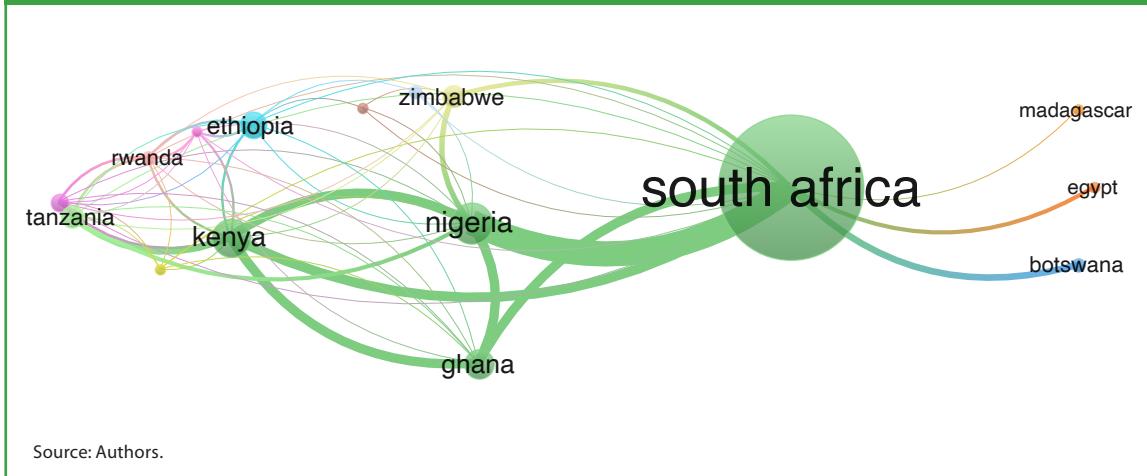 zimbabwe
madagascar
ethiopia
rwanda
south africa
egypt
tanzania
nigeria
kenya
botswana
ghana
Source: Authors.